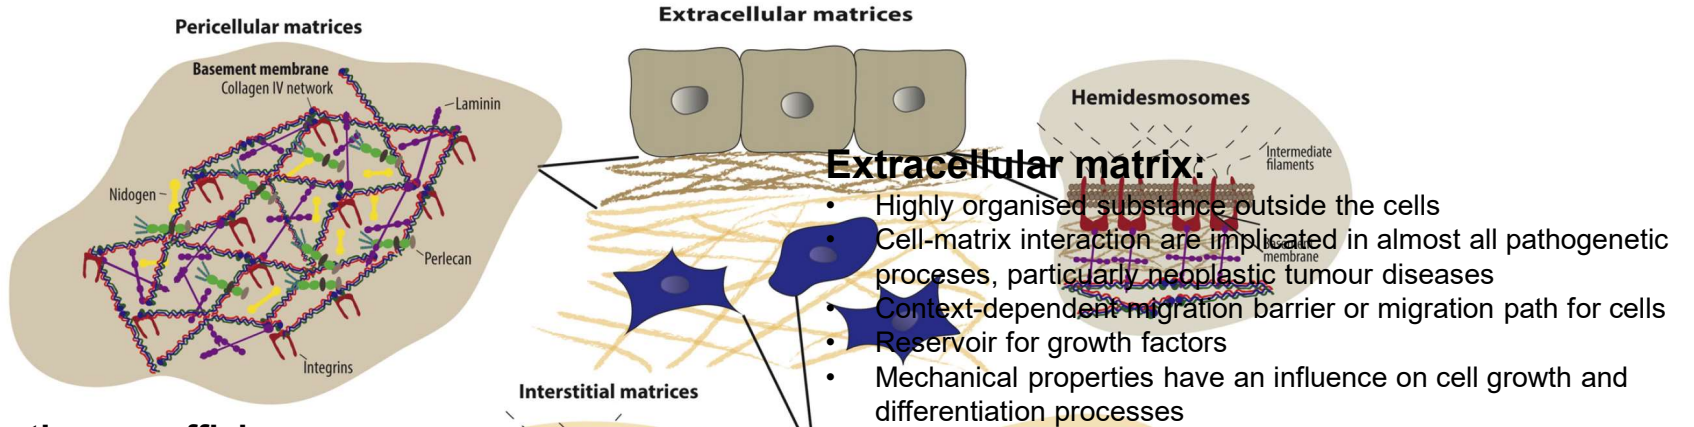 Extracellular matrices
Pericellular matrices
Basement membrane
Collagen IV network
Laminin
Nidogen
Perlecan
Integrins
Hemidesmosomes
Intermediate
filaments
Basement
membrane
Extracellular matrix:
• Highly organised substance outside the cells
• Cell-matrix interaction are implicated in almost all pathogenetic
proceses, particuarly neoplastic tumour diseases
• Context-dependent migration barrier or migration path for cells
• Reservoir for growth factors
• Mechanical properties have an influence on cell growth and
differentiation processes
Interstitial matrices